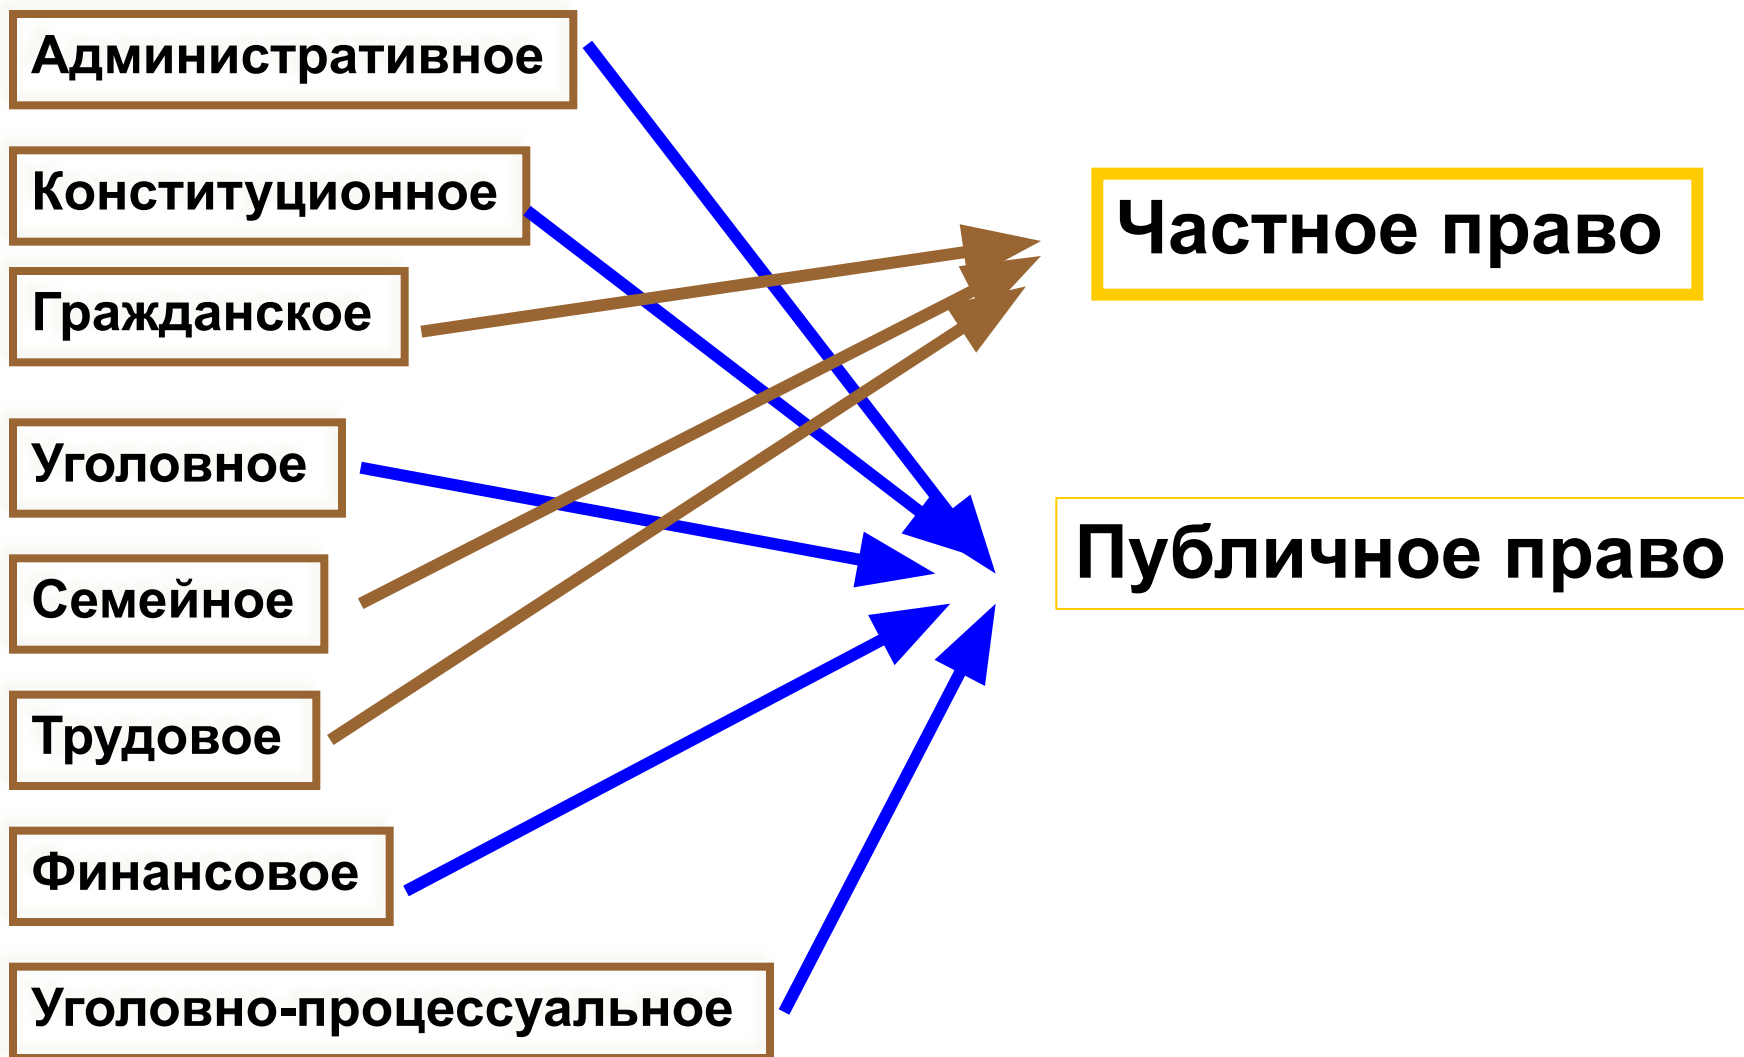 Административное
Конституционное
Гражданское
Уголовное
Семейное
Трудовое
Финансовое
Уголовно-процессуальное
Частное право
Публичное право